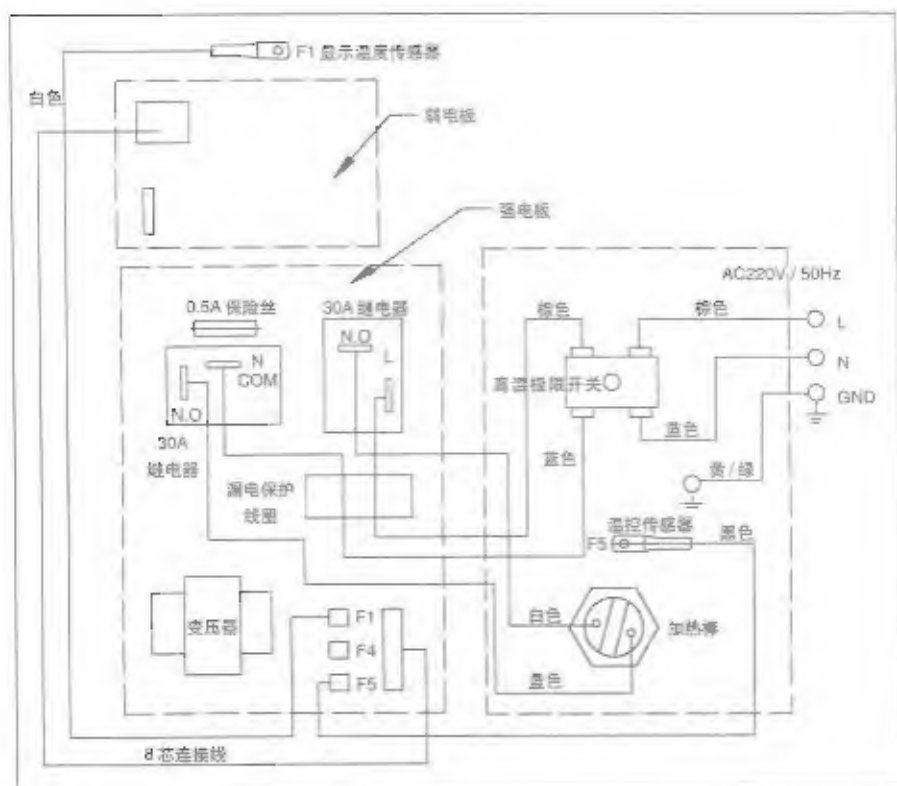 F1 显示温度传感器
白色
弱电板
强电板
AC220V / 50Hz
0.5A 保险丝
30A 继电器
棕色
棕色
L
N.O
L
N
COM
N
高温极限开关
GND
N.O
蓝色
30A
继电器
蓝色
黄 / 绿
漏电保护
线圈
温控传感器
黑色
F5
白色
加热棒
变压器
F1
F4
F5
8 芯连接线